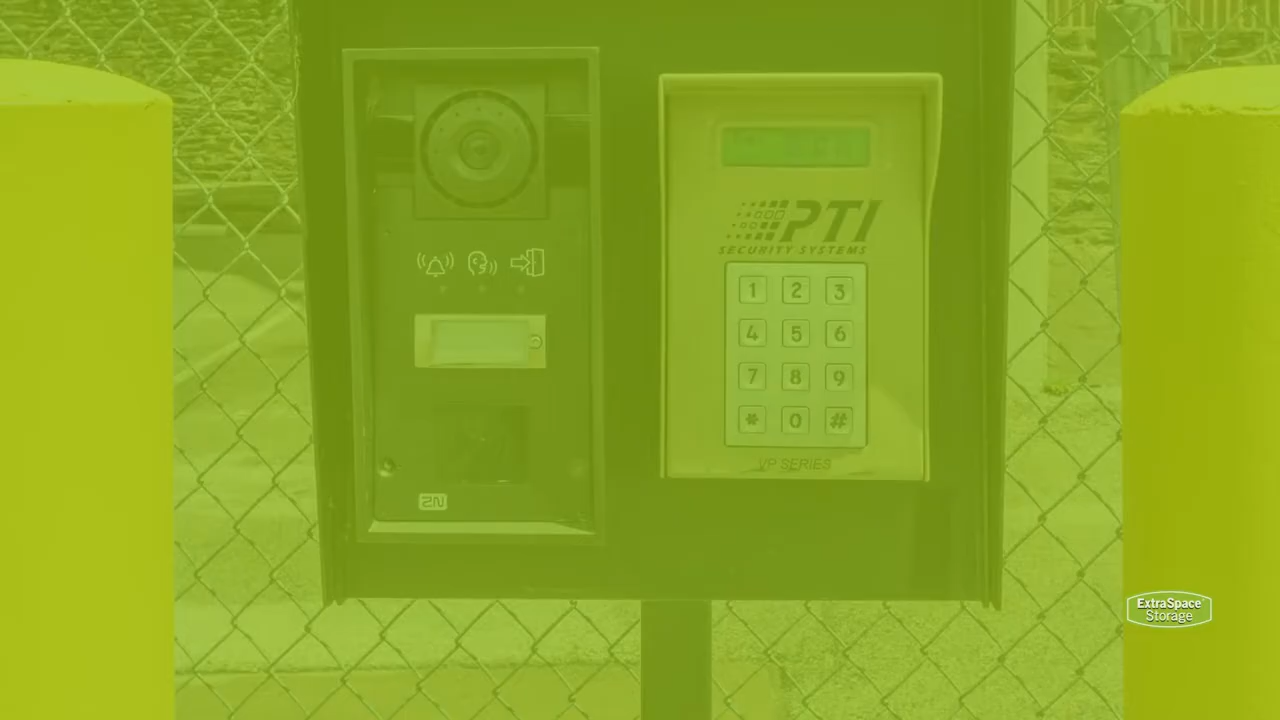 2N
PTI
SECURITY SYSTEMS
1 2 3
4 5 6
7 8 9
* 0 #
VP SERIES
ExtraSpace
Storage